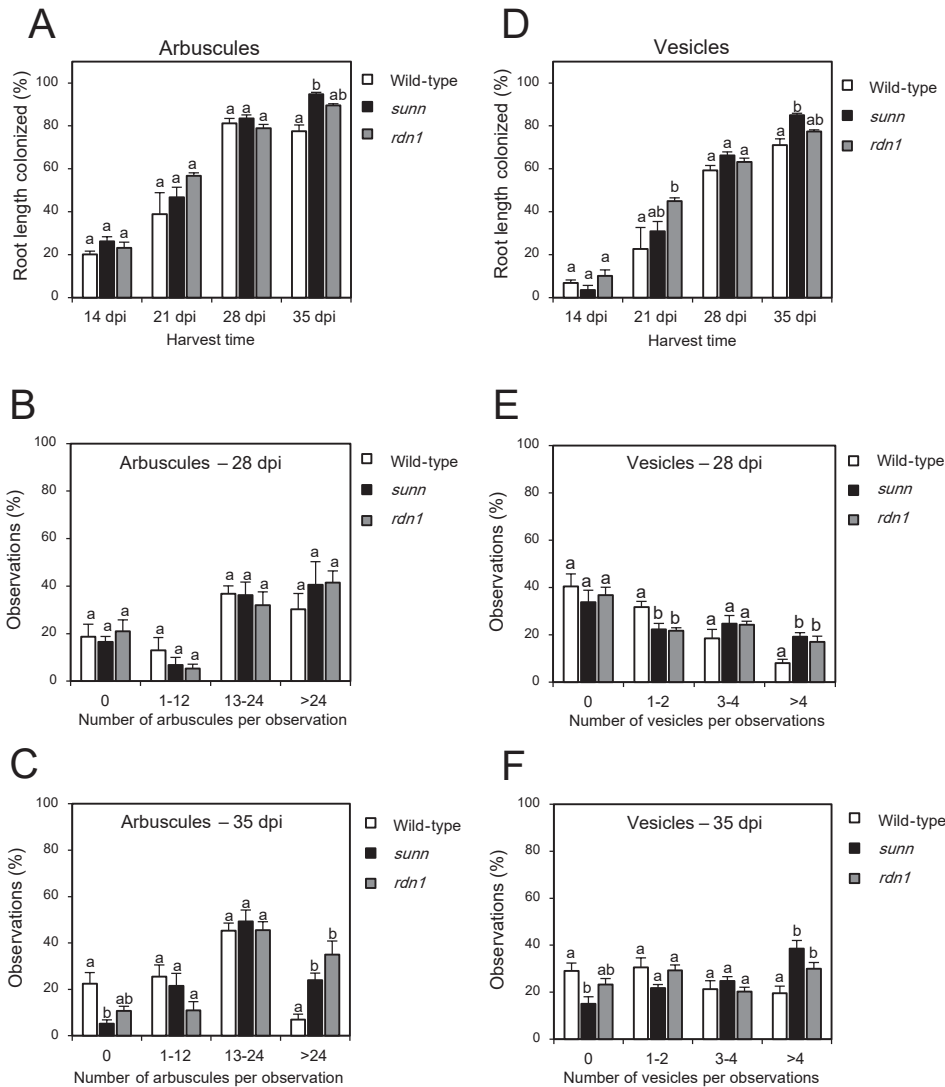 A
Arbuscules
Root length colonized (%)
100
80
60
40
20
0
a a a
a a a
a a a
a b ab
14 dpi 21 dpi 28 dpi 35 dpi
Harvest time
Wild-type
sunn
rdn1
D
Vesicles
Root length colonized (%)
100
80
60
40
20
0
a a a
a ab b
a a a
a b ab
14 dpi 21 dpi 28 dpi 35 dpi
Harvest time
Wild-type
sunn
rdn1
B
Arbuscules – 28 dpi
Observations (%)
100
80
60
40
20
0
a a a
a a a
a a a
a a a
0 1-12 13-24 >24
Number of arbuscules per observation
Wild-type
sunn
rdn1
E
Vesicles – 28 dpi
Observations (%)
100
80
60
40
20
0
a a a
a b b
a a a
a b b
0 1-2 3-4 >4
Number of vesicles per observations
Wild-type
sunn
rdn1
C
Arbuscules – 35 dpi
Observations (%)
100
80
60
40
20
0
a b ab
a a a
a a a
a b b
0 1-12 13-24 >24
Number of arbuscules per observation
Wild-type
sunn
rdn1
F
Vesicles – 35 dpi
Observations (%)
100
80
60
40
20
0
a b ab
a a a
a a a
a b b
0 1-2 3-4 >4
Number of vesicles per observations
Wild-type
sunn
rdn1